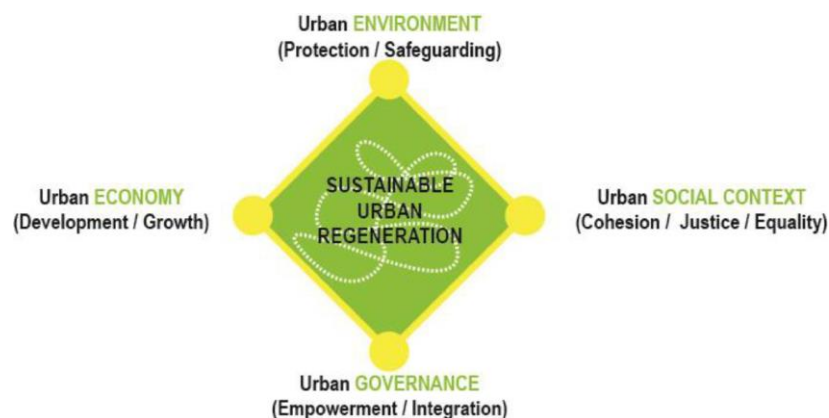 Urban ENVIRONMENT
(Protection / Safeguarding)
Urban ECONOMY
(Development / Growth)
SUSTAINABLE
URBAN
REGENERATION
Urban SOCIAL CONTEXT
(Cohesion / Justice / Equality)
Urban GOVERNANCE
(Empowerment / Integration)